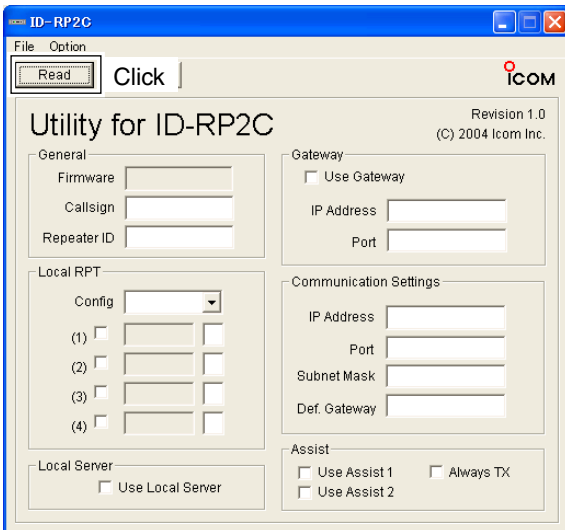 ID-RP2C
File Option
Read Click
ICOM
Utility for ID-RP2C
Revision 1.0
(C) 2004 Icom Inc.
General
Firmware
Callsign
Repeater ID
Gateway
Use Gateway
IP Address
Port
Local RPT
Config
(1)
(2)
(3)
(4)
Communication Settings
IP Address
Port
Subnet Mask
Def. Gateway
Local Server
Use Local Server
Assist
Use Assist 1 Always TX
Use Assist 2